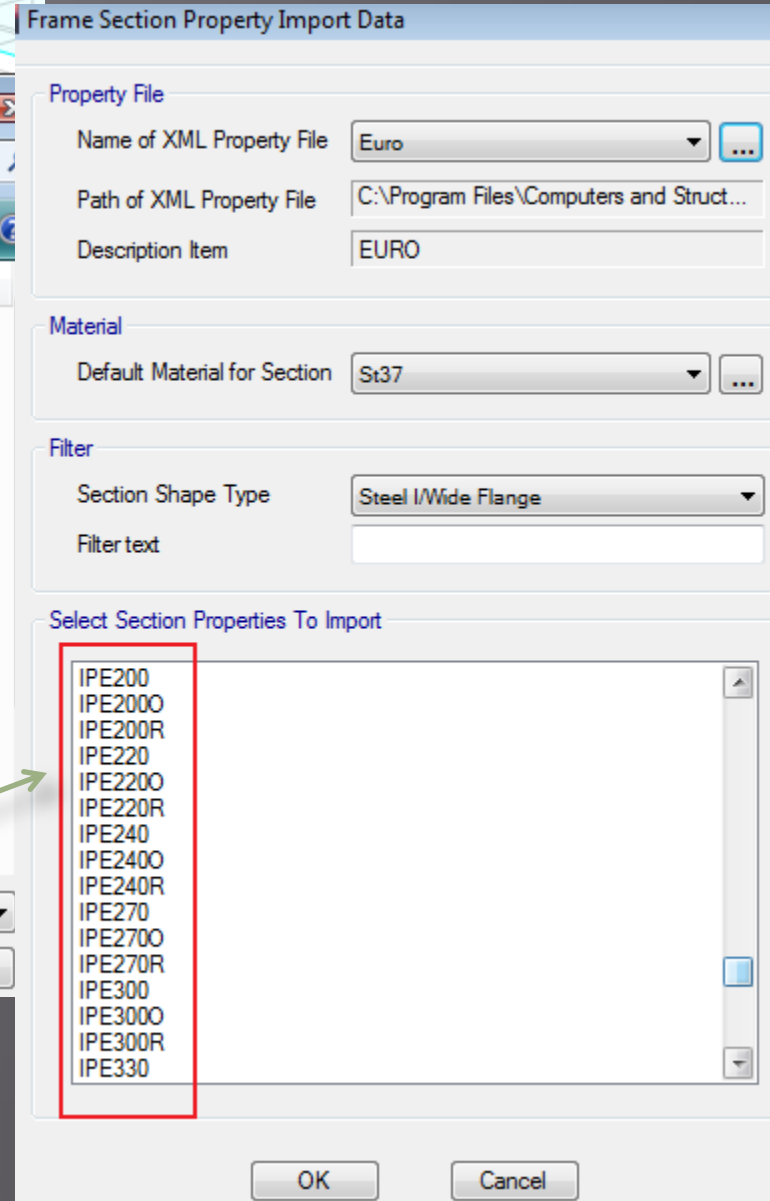 Frame Section Property Import Data
Property File
Name of XML Property File Euro ...
Path of XML Property File C:\Program Files\Computers and Struct...
Description Item EURO
Material
Default Material for Section St37 ...
Filter
Section Shape Type Steel I/Wide Flange
Filter text
Select Section Properties To Import
IPE200
IPE200O
IPE200R
IPE220
IPE220O
IPE220R
IPE240
IPE240O
IPE240R
IPE270
IPE270O
IPE270R
IPE300
IPE300O
IPE300R
IPE330
OK Cancel